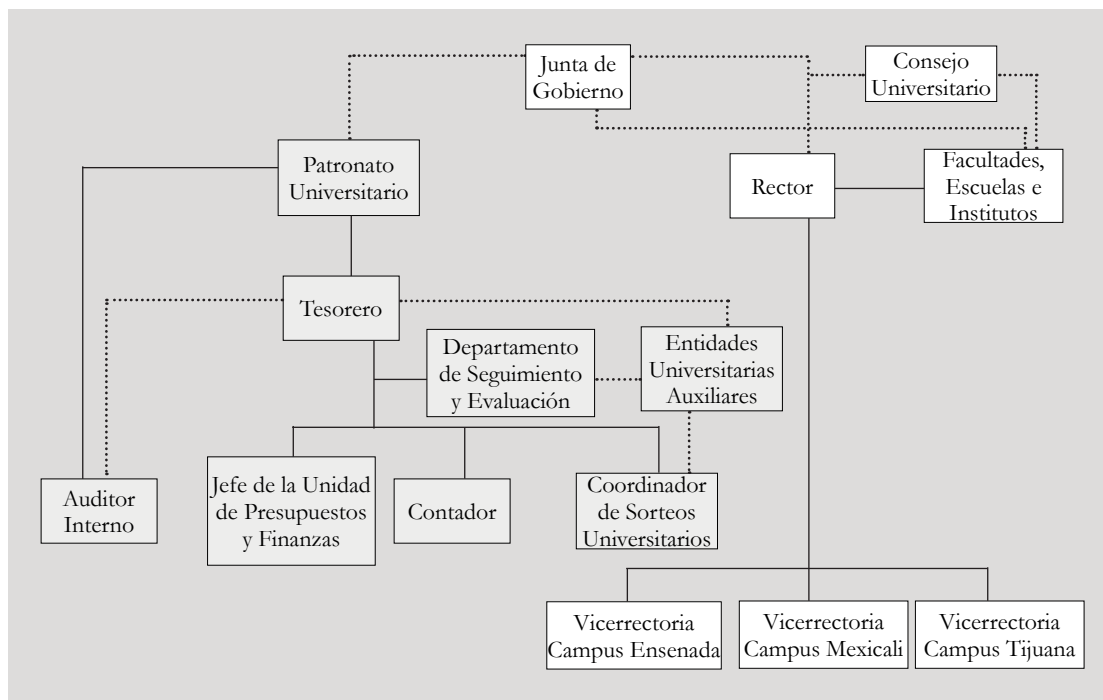 Junta de
Gobierno
Consejo
Universitario
Patronato
Universitario
Rector
Facultades,
Escuelas e
Institutos
Tesorero
Departamento
de Seguimiento
y Evaluación
Entidades
Universitarias
Auxiliares
Auditor
Interno
Jefe de la Unidad
de Presupuestos
y Finanzas
Contador
Coordinador
de Sorteos
Universitarios
Vicerrectoria
Campus Ensenada
Vicerrectoria
Campus Mexicali
Vicerrectoria
Campus Tijuana